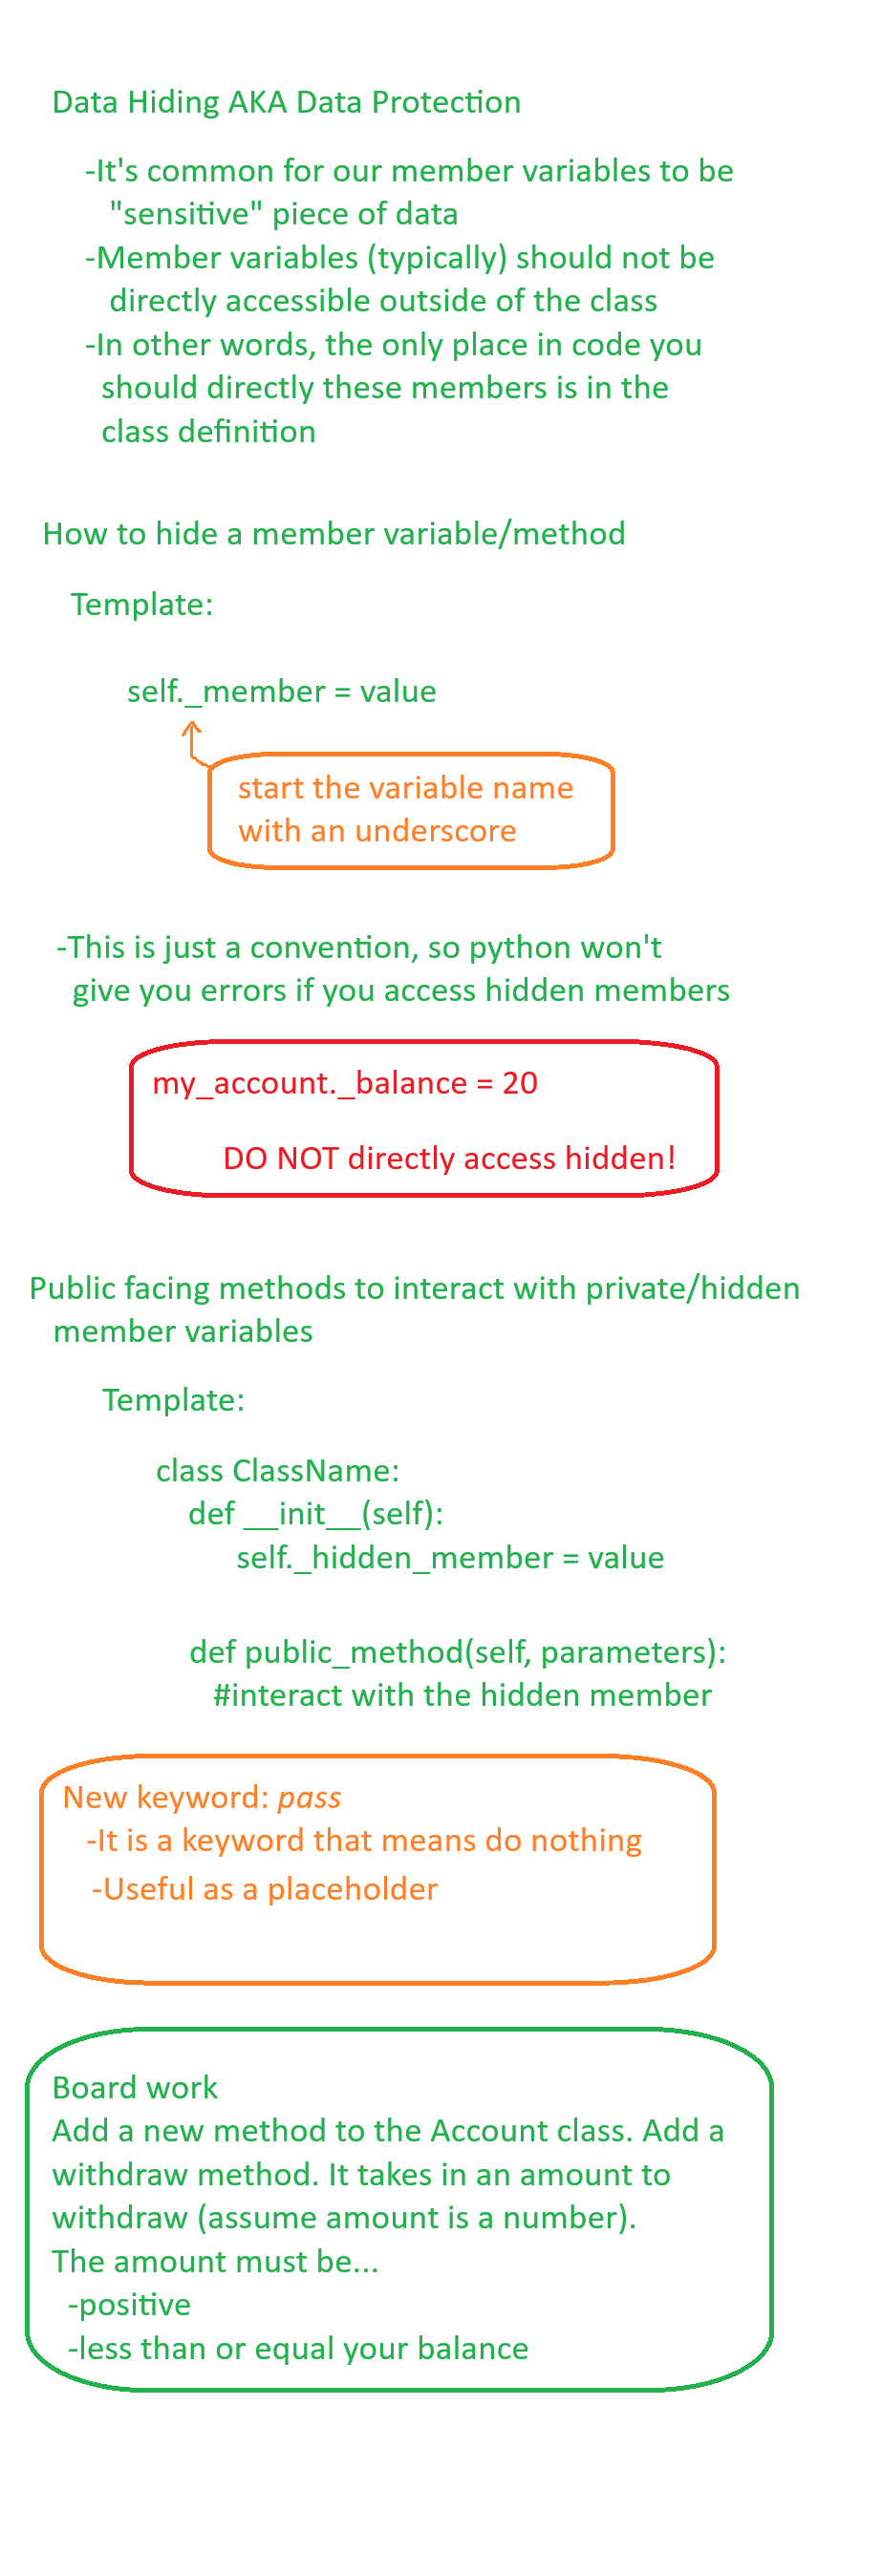 Data Hiding AKA Data Protection
-It's common for our member variables to be
"sensitive" piece of data
-Member variables (typically) should not be
directly accessible outside of the class
-In other words, the only place in code you
should directly these members is in the
class definition
How to hide a member variable/method
Template:
self._member = value
start the variable name
with an underscore
-This is just a convention, so python won't
give you errors if you access hidden members
my_account._balance = 20
DO NOT directly access hidden!
Public facing methods to interact with private/hidden
member variables
Template:
class ClassName:
def __init__(self):
self._hidden_member = value
def public_method(self, parameters):
#interact with the hidden member
New keyword: pass
-It is a keyword that means do nothing
-Useful as a placeholder
Board work
Add a new method to the Account class. Add a
withdraw method. It takes in an amount to
withdraw (assume amount is a number).
The amount must be...
-positive
-less than or equal your balance